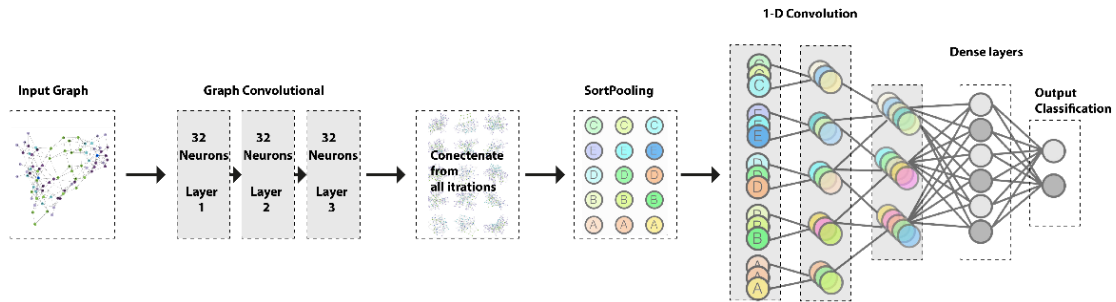 1-D Convolution
Dense layers
Input Graph
Graph Convolutional
SortPooling
Output
Classification
32
Neurons
Layer
1
32
Neurons
Layer
2
32
Neurons
Layer
3
Conectenate
from
all itrations
C C C
L L E
D D D
B B B
A A A
C
C
C
E
E
E
D
D
D
B
B
B
A
A
A